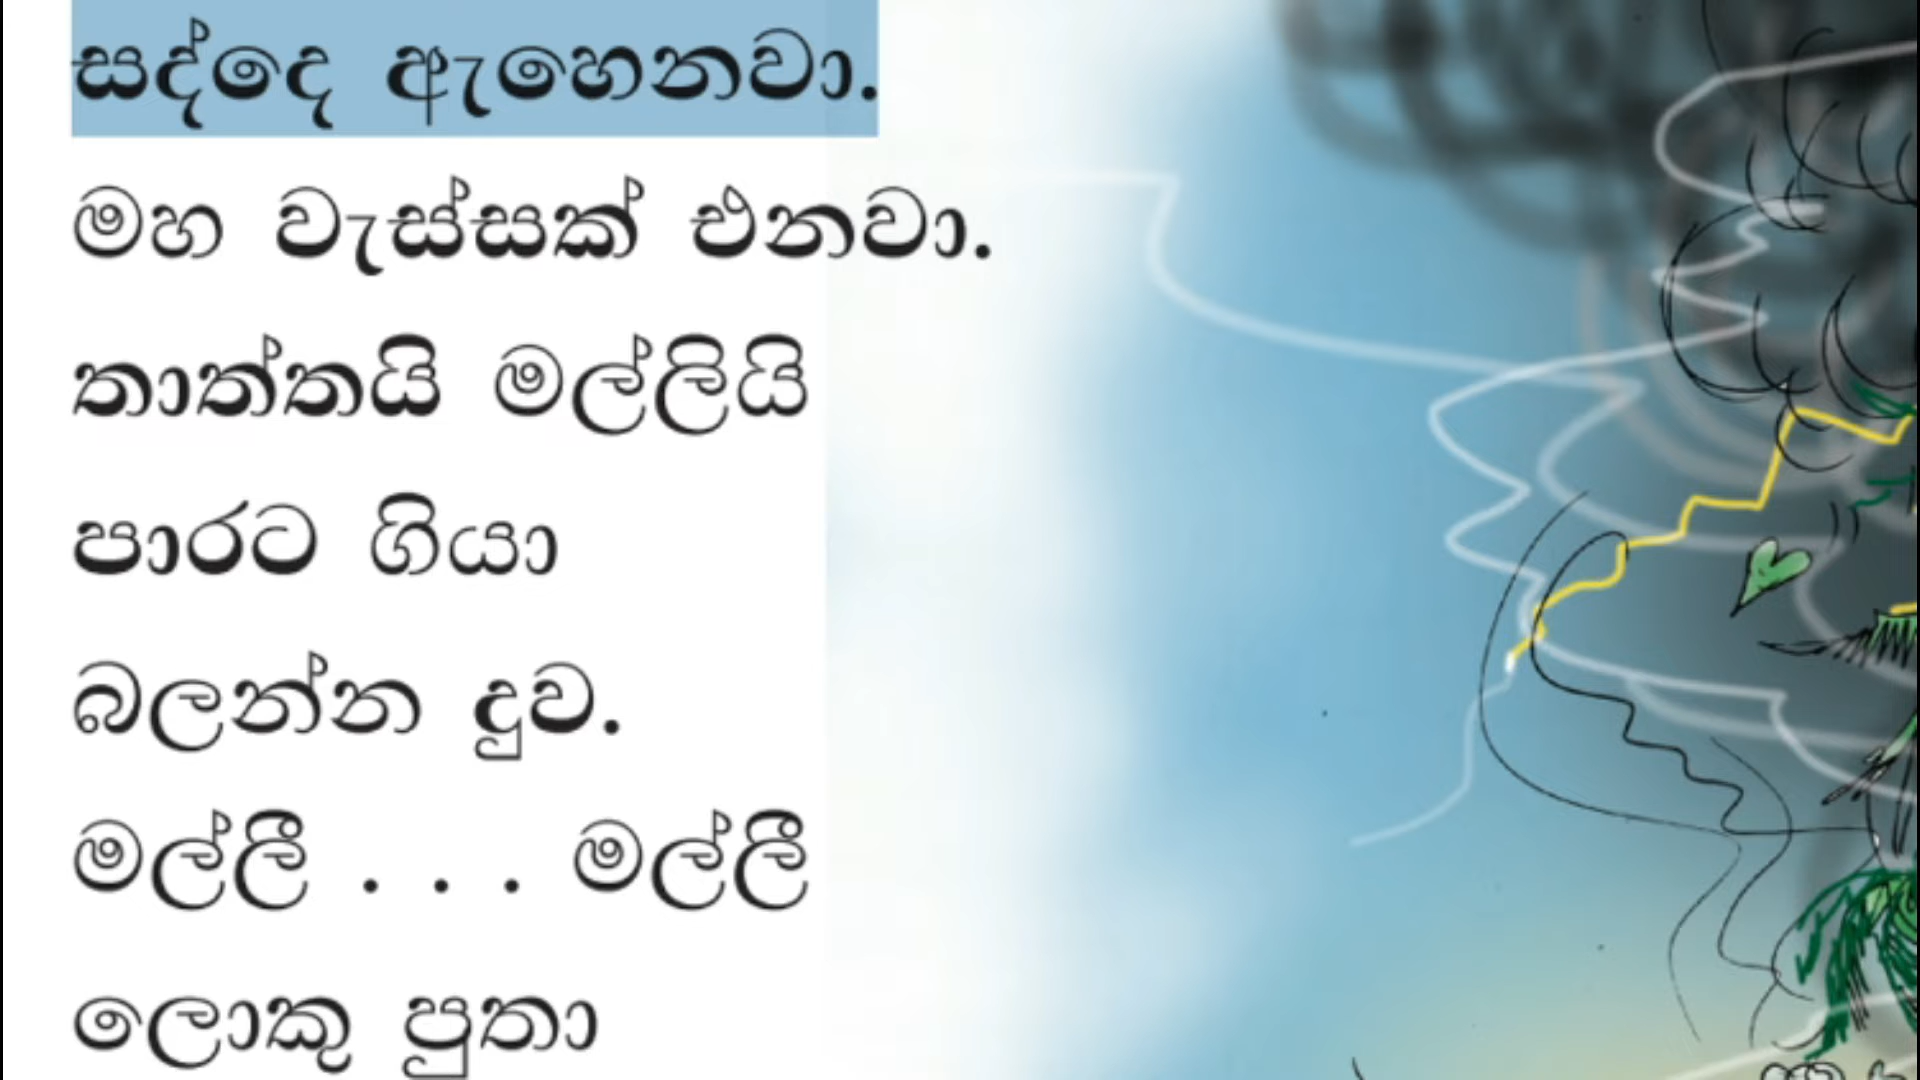 සද්දෙ ඇහෙනවා.
මහ වැස්සක් එනවා.
තාත්තයි මල්ලියි
පාරට ගියා
බලන්න දුව.
මල්ලී . . . මල්ලී
ලොකු පුතා